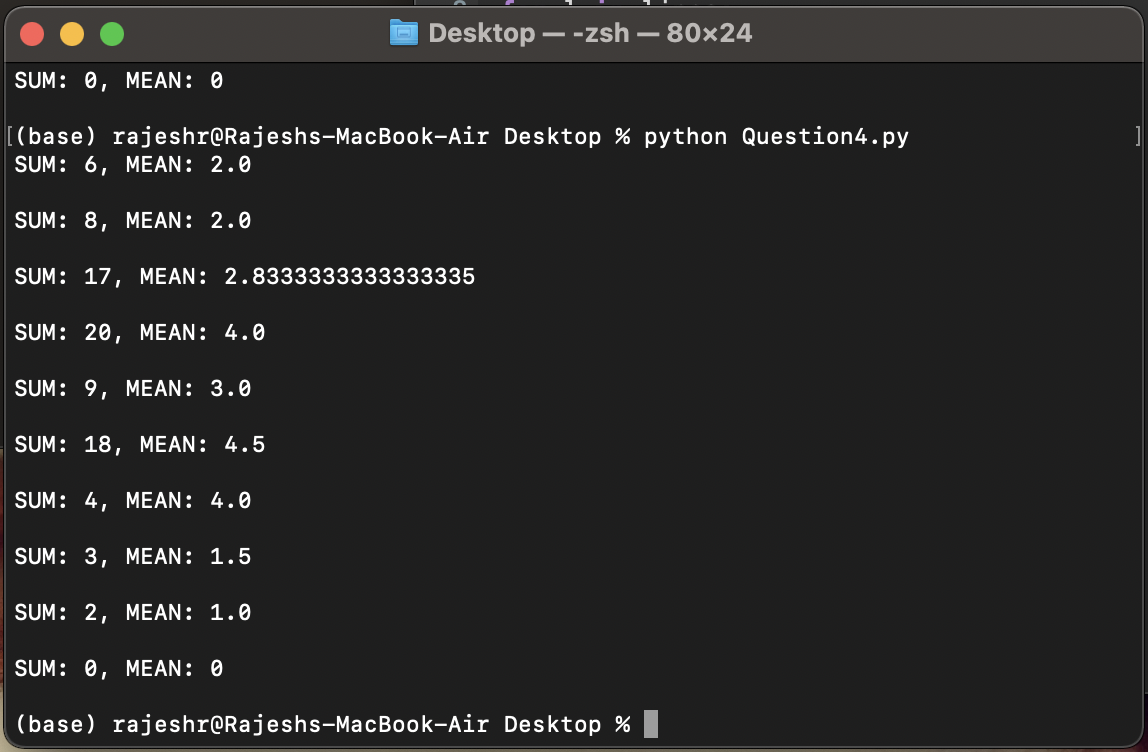 Desktop — -zsh — 80×24
SUM: 0, MEAN: 0
[(base) rajeshr@Rajeshs-MacBook-Air Desktop % python Question4.py ]
SUM: 6, MEAN: 2.0
SUM: 8, MEAN: 2.0
SUM: 17, MEAN: 2.8333333333333335
SUM: 20, MEAN: 4.0
SUM: 9, MEAN: 3.0
SUM: 18, MEAN: 4.5
SUM: 4, MEAN: 4.0
SUM: 3, MEAN: 1.5
SUM: 2, MEAN: 1.0
SUM: 0, MEAN: 0
(base) rajeshr@Rajeshs-MacBook-Air Desktop %